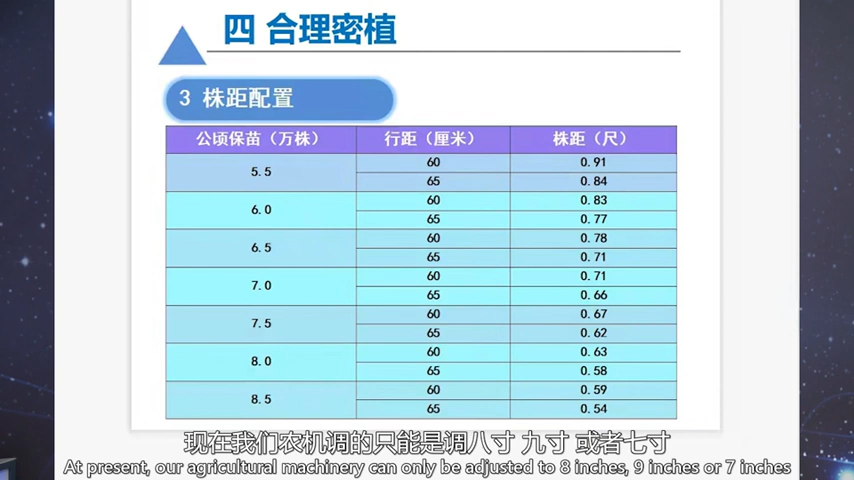 四 合理密植
3 株距配置
公顷保苗（万株） 行距（厘米） 株距（尺）
5.5 60 0.91
65 0.84
6.0 60 0.83
65 0.77
6.5 60 0.78
65 0.71
7.0 60 0.71
65 0.66
7.5 60 0.67
65 0.62
8.0 60 0.63
65 0.58
8.5 60 0.59
65 0.54
现在我们农机调的只能是调八寸 九寸 或者七寸
At present, our agricultural machinery can only be adjusted to 8 inches, 9 inches or 7 inches